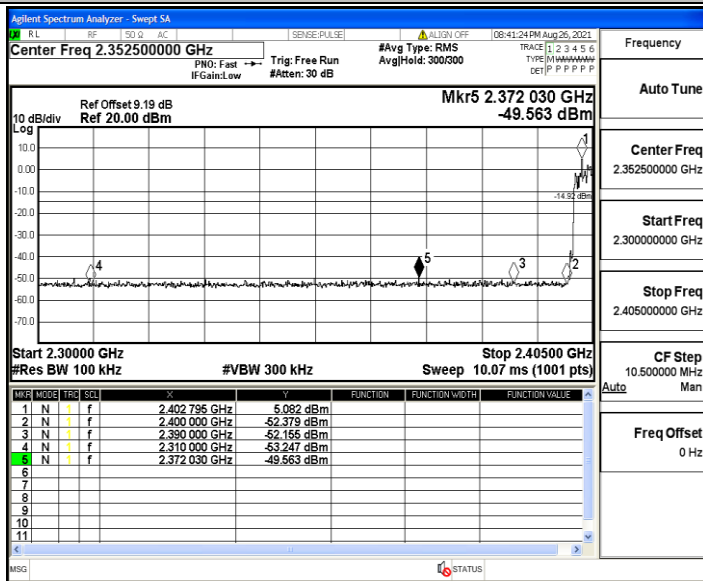 Agilent Spectrum Analyzer - Swept SA
LXI RL RF 50 Ω AC SENSE:PULSE ALIGN OFF 08:41:24 PM Aug 26, 2021
Center Freq 2.352500000 GHz
PNO: Fast
IFGain:Low
Trig: Free Run
#Atten: 30 dB
#Avg Type: RMS
Avg|Hold: 300/300
TRACE 1 2 3 4 5 6
TYPE M WWWWW
DET P P P P P P
Frequency
Auto Tune
Center Freq
2.352500000 GHz
Start Freq
2.300000000 GHz
Stop Freq
2.405000000 GHz
CF Step
10.500000 MHz
Auto Man
Freq Offset
0 Hz
Mkr5 2.372 030 GHz
-49.563 dBm
Ref Offset 9.19 dB
10 dB/div Ref 20.00 dBm
Log
10.0
0.00
-10.0
-20.0
-30.0
-40.0
-50.0
-60.0
-70.0
1
-14.92 dBm
4
5
3
2
Start 2.30000 GHz Stop 2.40500 GHz
#Res BW 100 kHz #VBW 300 kHz Sweep 10.07 ms (1001 pts)
MKR MODE TRC SCL X Y FUNCTION FUNCTION WIDTH FUNCTION VALUE
1 N 1 f 2.402 795 GHz 5.082 dBm
2 N 1 f 2.400 000 GHz -52.379 dBm
3 N 1 f 2.390 000 GHz -52.155 dBm
4 N 1 f 2.310 000 GHz -53.247 dBm
5 N 1 f 2.372 030 GHz -49.563 dBm
6
7
8
9
10
11
MSG STATUS